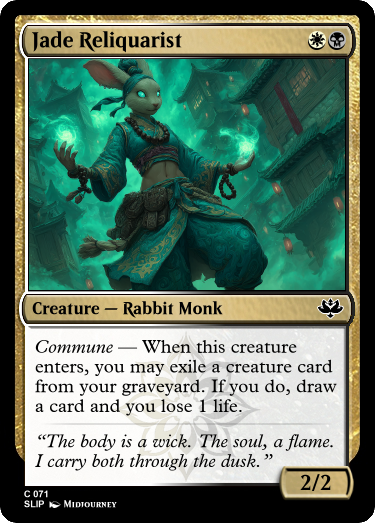 Jade Reliquarist
Creature — Rabbit Monk
Commune — When this creature
enters, you may exile a creature card
from your graveyard. If you do, draw
a card and you lose 1 life.
“The body is a wick. The soul, a flame.
I carry both through the dusk.”
2/2
C 071
SLIP Midjourney